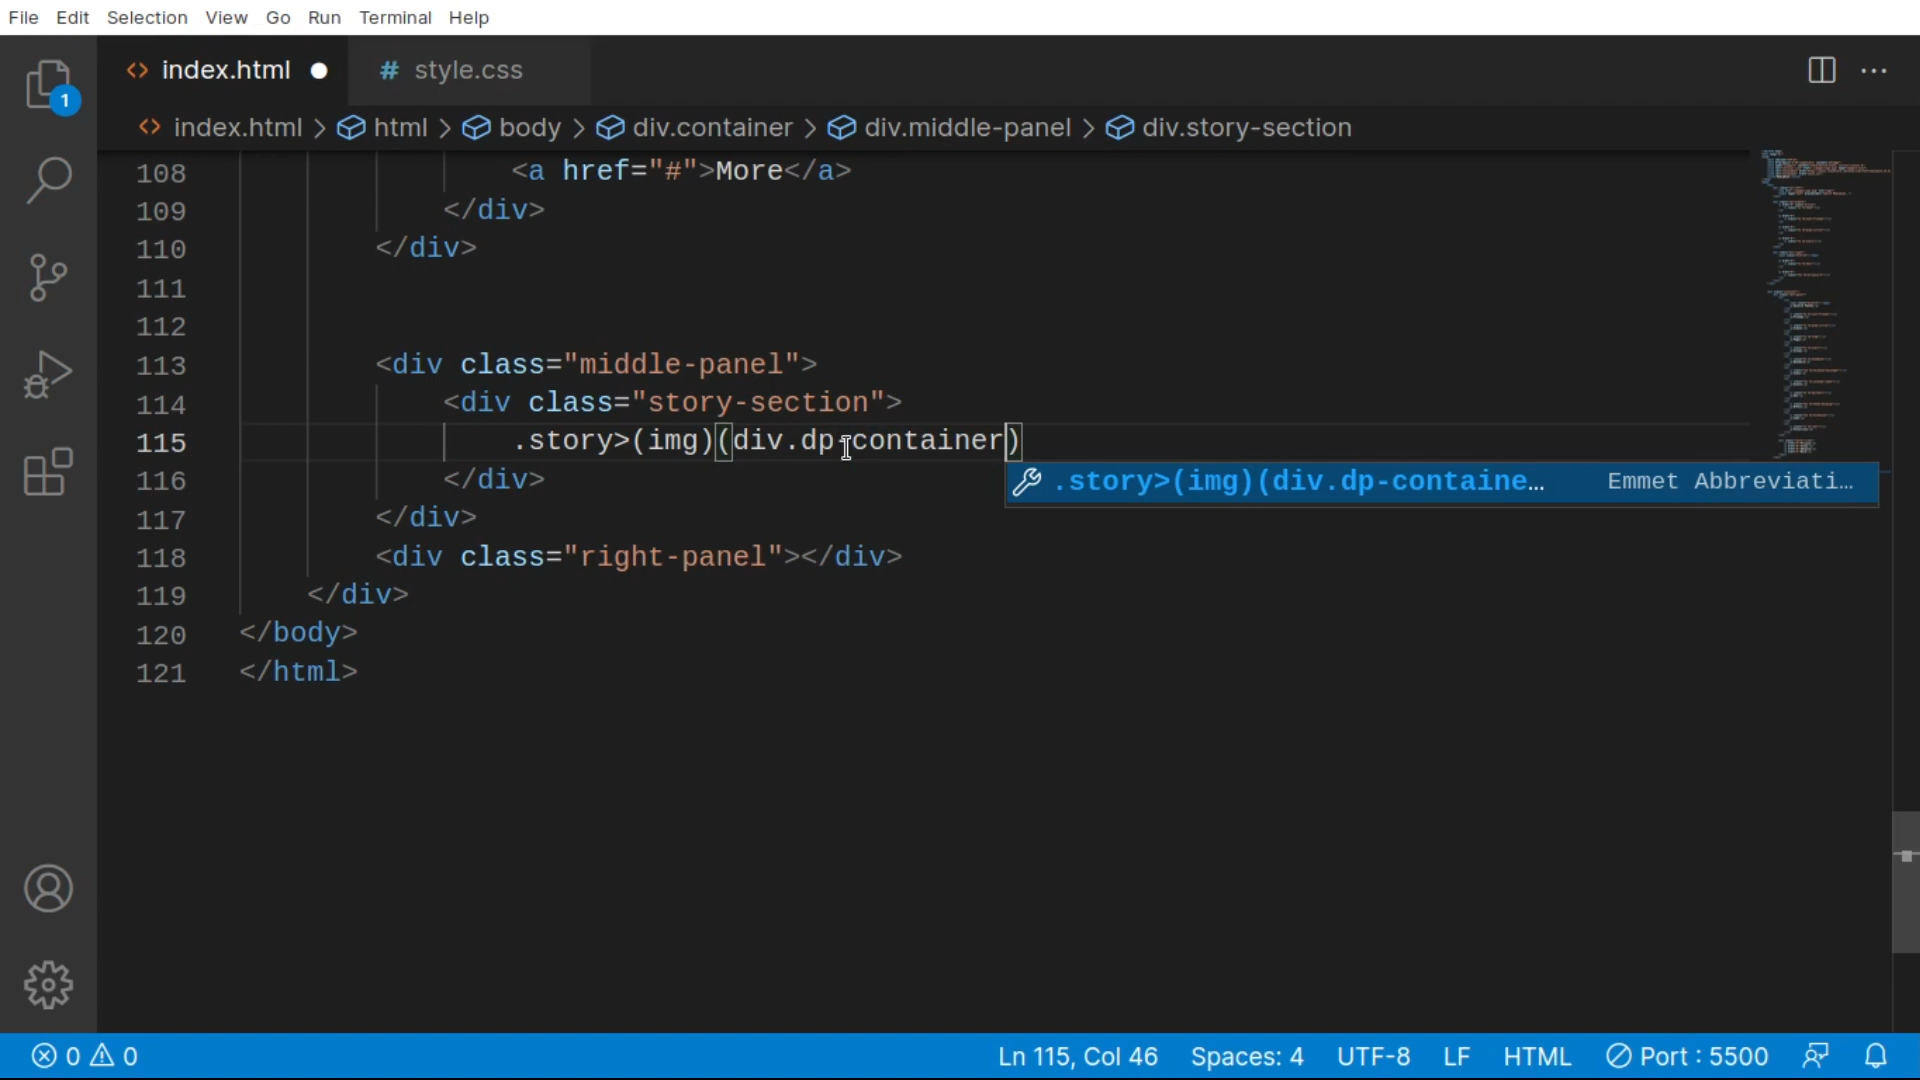 File Edit Selection View Go Run Terminal Help
index.html
# style.css
index.html > html > body > div.container > div.middle-panel > div.story-section
108 <a href="#">More</a>
109 </div>
110 </div>
111
112
113 <div class="middle-panel">
114 <div class="story-section">
115 .story>(img)(div.dp-container)
116 </div>
.story>(img)(div.dp-containe… Emmet Abbreviati…
117 </div>
118 <div class="right-panel"></div>
119 </div>
120 </body>
121 </html>
1
0 0 Ln 115, Col 46 Spaces: 4 UTF-8 LF HTML Port : 5500